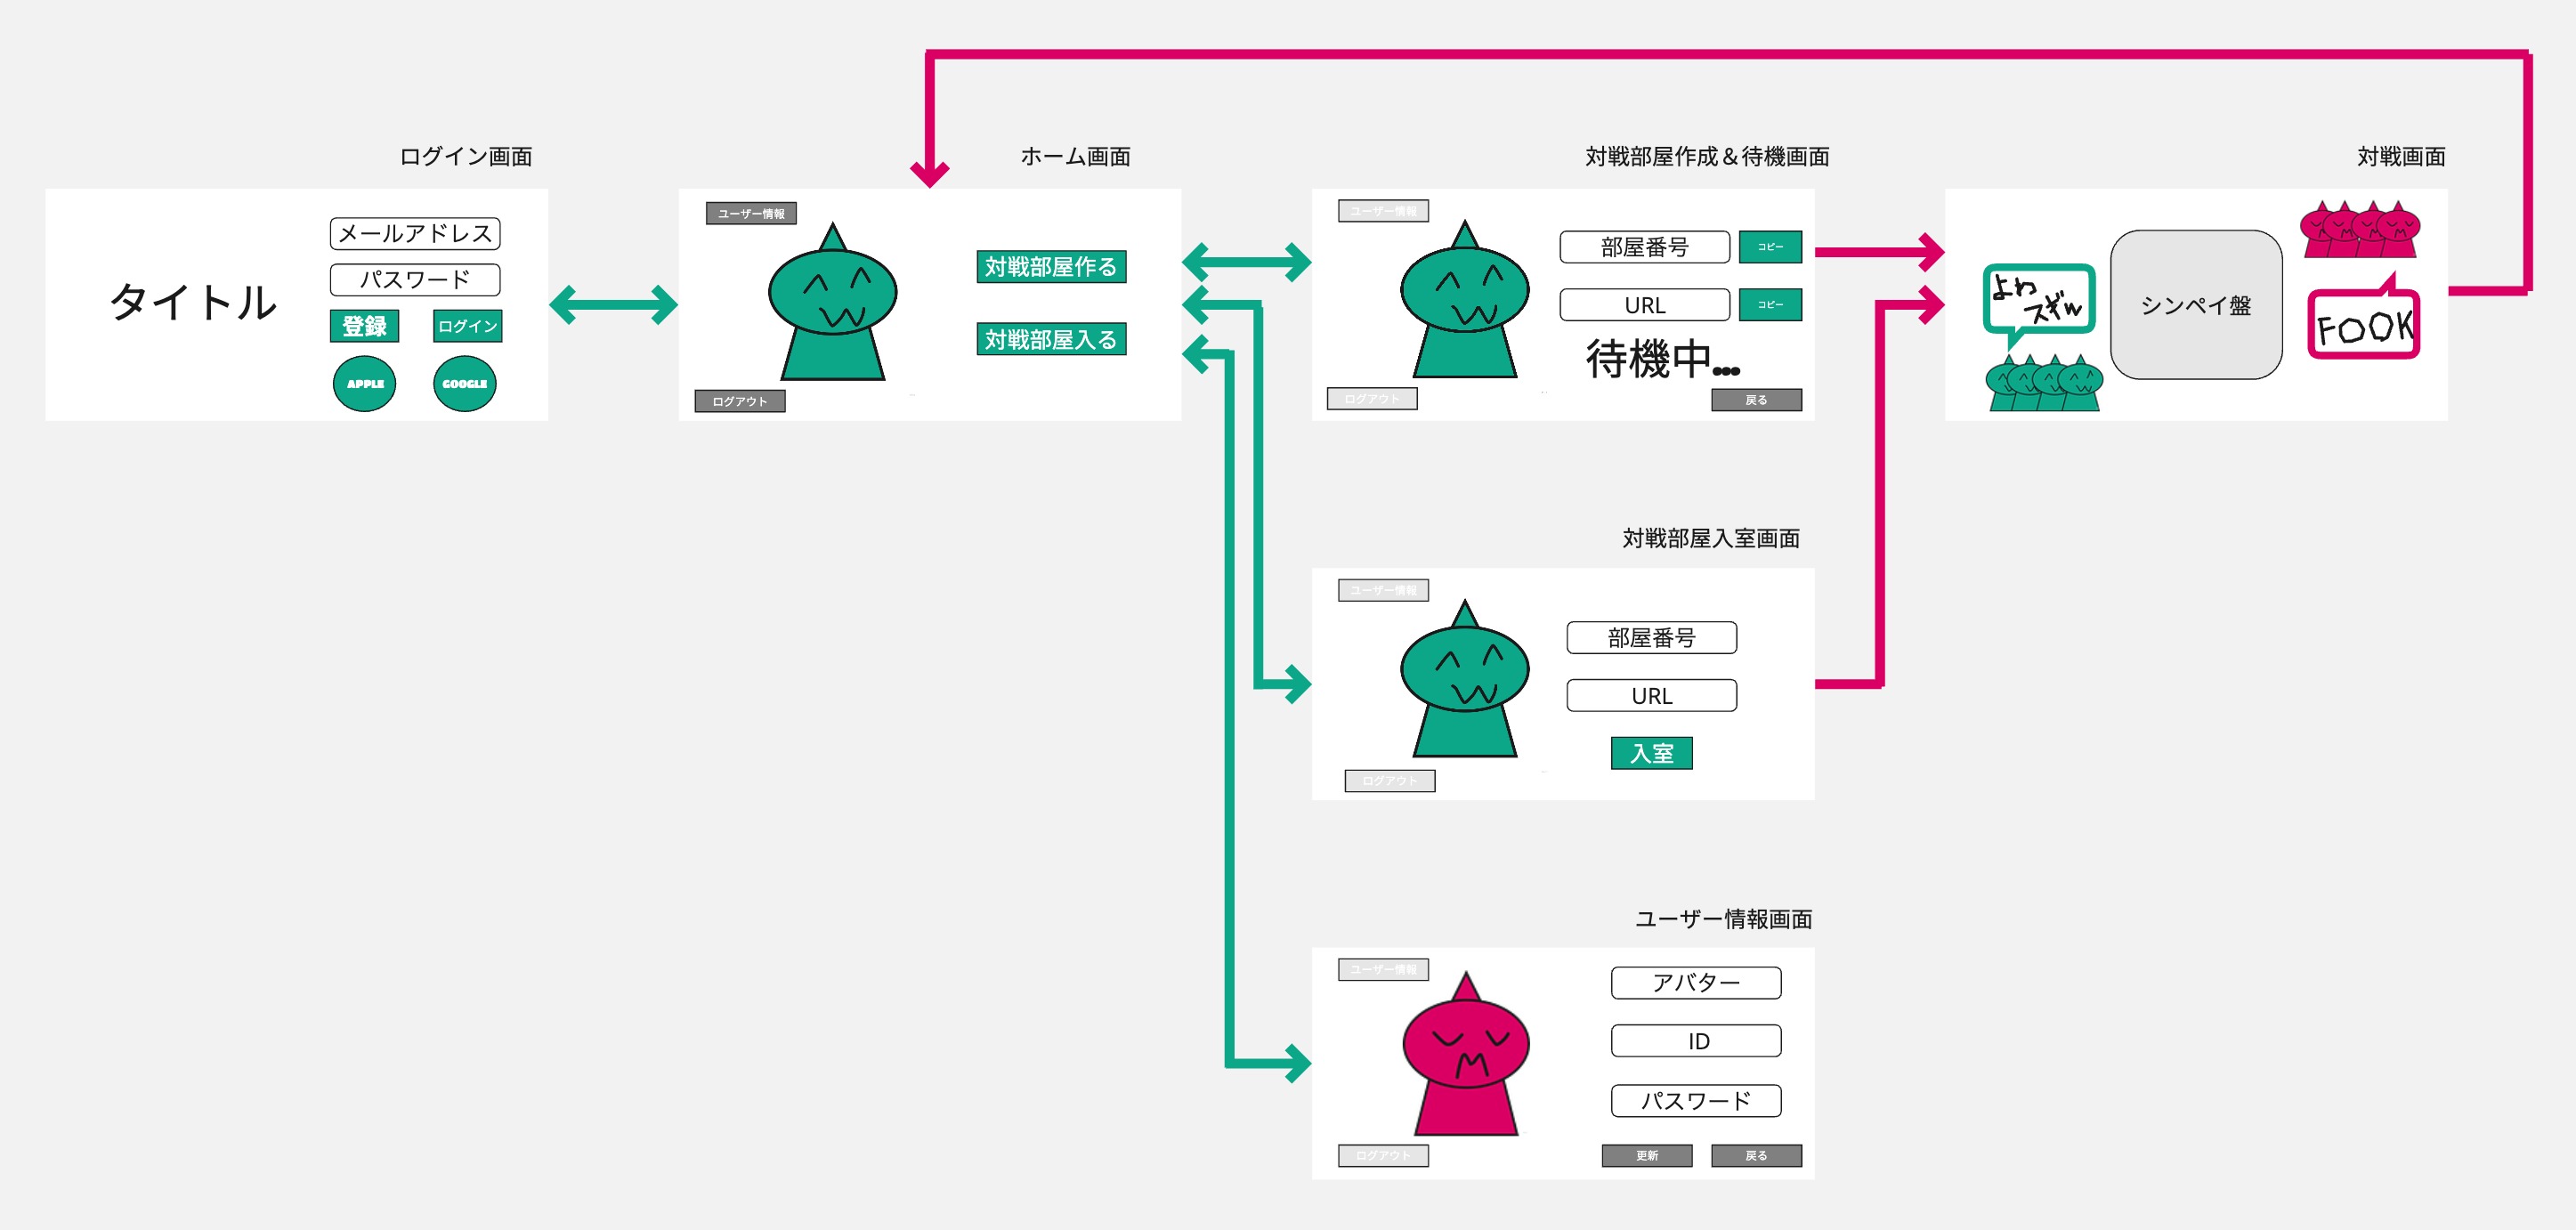 ログイン画面
タイトル
メールアドレス
パスワード
登録
ログイン
APPLE
GOOGLE
ホーム画面
ユーザー情報
対戦部屋作る
対戦部屋入る
ログアウト
対戦部屋作成＆待機画面
ユーザー情報
部屋番号
コピー
URL
コピー
待機中...
ログアウト
戻る
対戦画面
よわ
スギw
シンペイ盤
FOOK
対戦部屋入室画面
ユーザー情報
部屋番号
URL
入室
ログアウト
ユーザー情報画面
ユーザー情報
アバター
ID
パスワード
ログアウト
更新
戻る